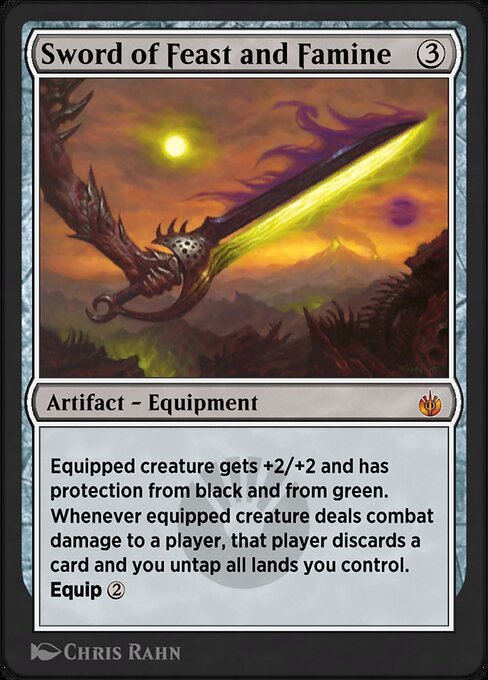 Sword of Feast and Famine 3
Artifact – Equipment
Equipped creature gets +2/+2 and has
protection from black and from green.
Whenever equipped creature deals combat
damage to a player, that player discards a
card and you untap all lands you control.
Equip 2
Chris Rahn